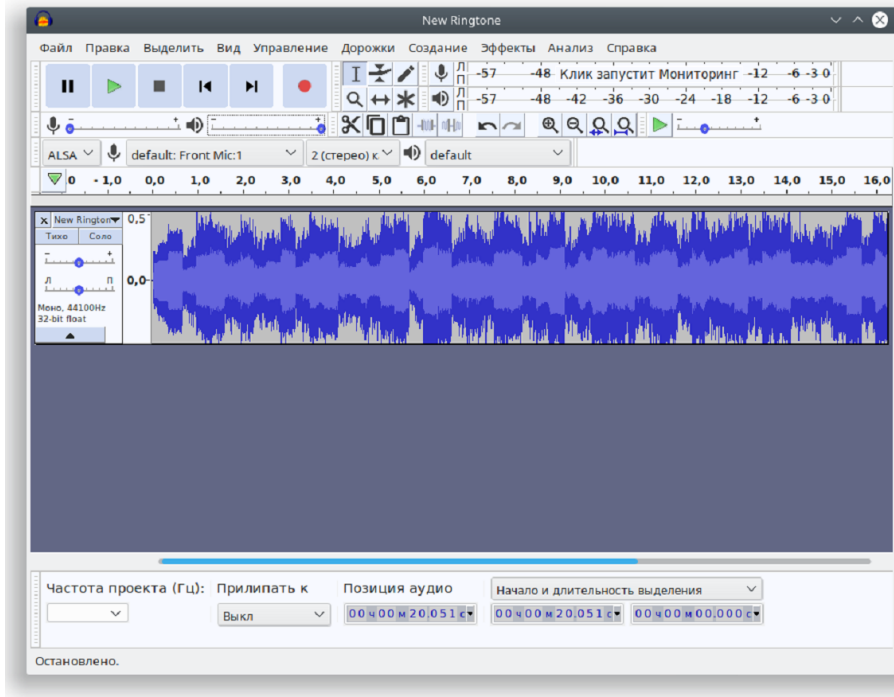 New Ringtone
Файл Правка Выделить Вид Управление Дорожки Создание Эффекты Анализ Справка
Л П -57 -48 Клик запустит Мониторинг -12 -6 -3 0
Л П -57 -48 -42 -36 -30 -24 -18 -12 -6 -3 0
- + - +
- +
ALSA default: Front Mic:1 2 (стерео) к default
0 - 1,0 0,0 1,0 2,0 3,0 4,0 5,0 6,0 7,0 8,0 9,0 10,0 11,0 12,0 13,0 14,0 15,0 16,0
x New Rington 0,5
Тихо Соло
- +
Л П 0,0
Моно, 44100Hz
32-bit float
Частота проекта (Гц): Прилипать к Позиция аудио Начало и длительность выделения
Выкл 00 ч 00 м 20,051 с 00 ч 00 м 20,051 с 00 ч 00 м 00,000 с
Остановлено.